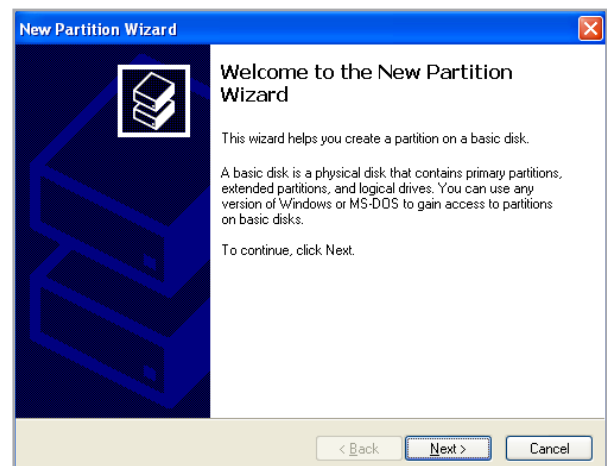 New Partition Wizard
Welcome to the New Partition
Wizard
This wizard helps you create a partition on a basic disk.
A basic disk is a physical disk that contains primary partitions,
extended partitions, and logical drives. You can use any
version of Windows or MS-DOS to gain access to partitions
on basic disks.
To continue, click Next.
< Back Next > Cancel